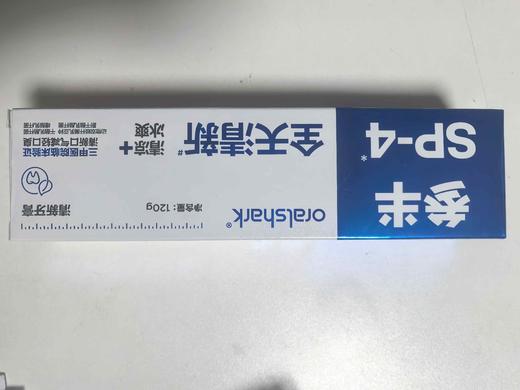 参半
SP-4*
oralshark®
全天清新#
清凉+
冰爽
净含量：120g
清新牙膏
三甲医院临床验证
清新口气减轻口臭